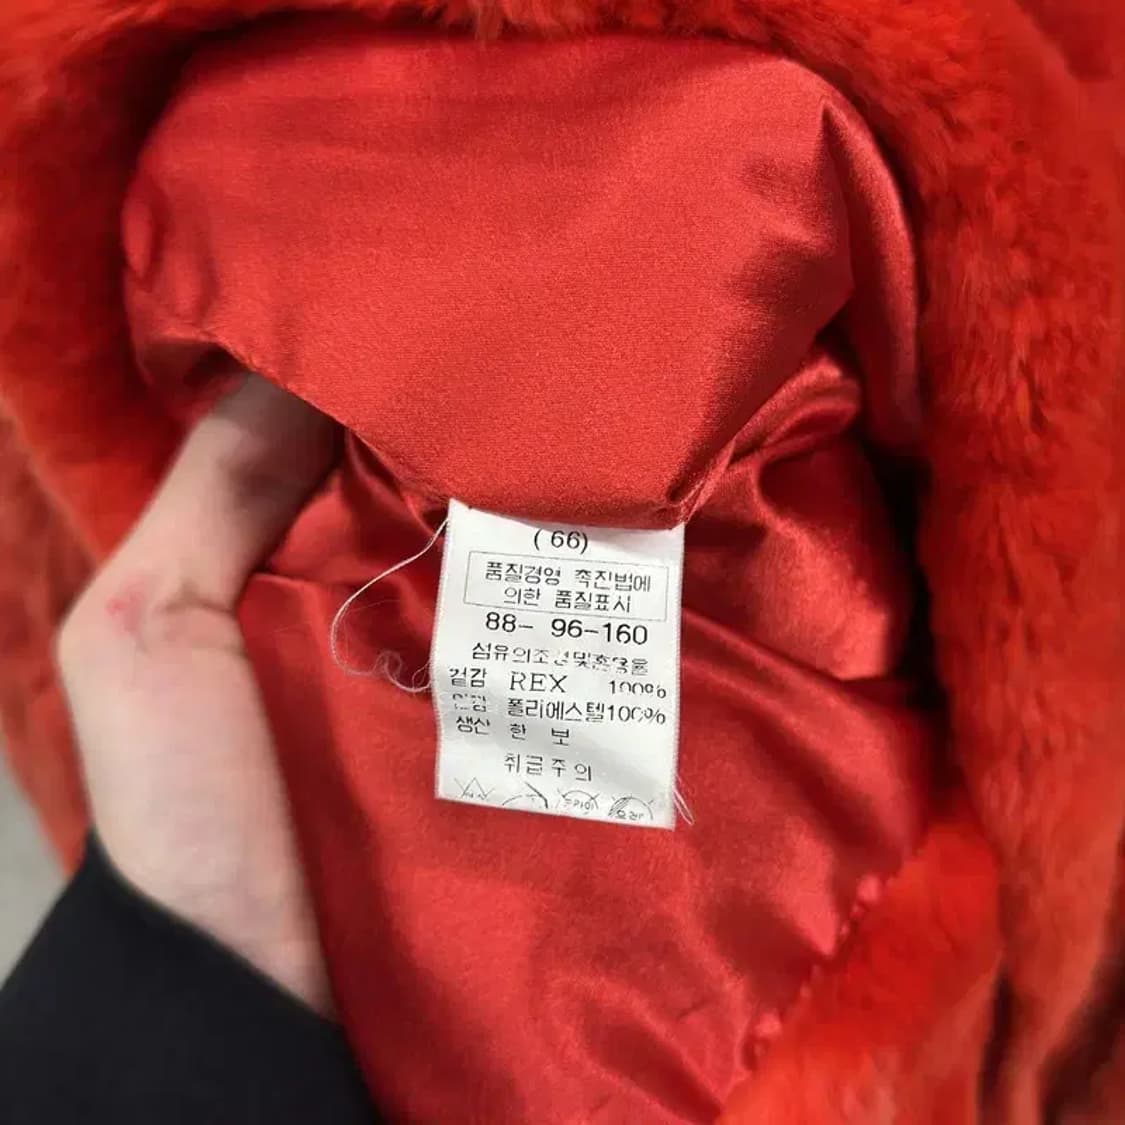 (66)
품질경영 촉진법에
의한 품질표시
88- 96-160
섬유의조성및혼용율
겉감 REX 100%
안감 폴리에스텔100%
생산 한 보
취급주의